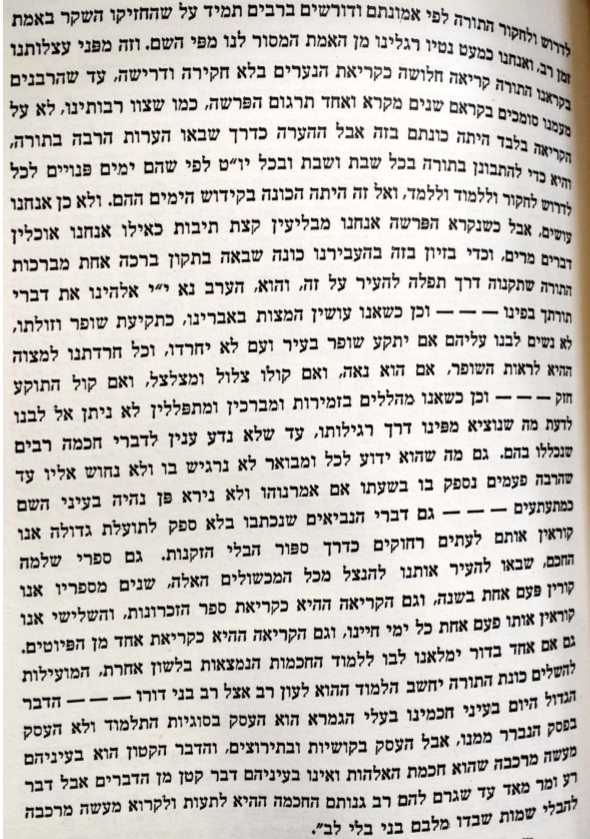 לדרוש ולחקור התורה לפי אמונתם ודורשים ברבים תמיד על שהחזיקו השקר באמת
זמן רב, ואנחנו כמעט נטיו רגלינו מן האמת המסור לנו מפי השם. וזה מפני עצלותנו
בקראנו התורה קריאה חלושה כקריאת הנערים בלא חקירה ודרישה, עד שהרבנים
מעמנו סומכים בקראם שנים מקרא ואחד תרגום הפרשה, כמו שצוו רבותינו, לא על
הקריאה בלבד היתה כונתם בזה אבל ההערה כדרך שבאו הערות הרבה בתורה,
והיא כדי להתבונן בתורה בכל שבת ושבת ובכל יו״ט לפי שהם ימים פנויים לכל
לדרוש לחקור וללמוד וללמד, ואל זה היתה הכונה בקידוש הימים ההם. ולא כן אנחנו
עושים, אבל כשנקרא הפרשה אנחנו מבליעין קצת תיבות כאילו אנחנו אוכלין
דברים מרים, וכדי בזיון בזה בהעבירנו כונה שבאה בתקון ברכה אחת מברכות
התורה שתקנוה דרך תפלה להעיר על זה, והוא, הערב נא י״י אלהינו את דברי
תורתך בפינו — — — וכן כשאנו עושין המצות באברינו, כתקיעת שופר וזולתו,
לא נשים לבנו עליהם אם יתקע שופר בעיר ועם לא יחרדו, וכל חרדתנו למצוה
ההיא לראות השופר, אם הוא נאה, ואם קולו צלול ומצלצל, ואם קול התוקע
חזק — — — וכן כשאנו מהללים בזמירות ומברכין ומתפללין לא ניתן אל לבנו
לדעת מה שנוציא מפינו דרך רגילותו, עד שלא נדע ענין לדברי חכמה רבים
שנכללו בהם. גם מה שהוא ידוע לכל ומבואר לא נרגיש בו ולא נחוש אליו עד
שהרבה פעמים נספק בו בשעתו אם אמרנוהו ולא נירא פן נהיה בעיני השם
כמתעתעים — — — גם דברי הנביאים שנכתבו בלא ספק לתועלת גדולה אנו
קוראין אותם לעתים רחוקים כדרך ספור הבלי הזקנות. גם ספרי שלמה
החכם, שבאו להעיר אותנו להנצל מכל המכשולים האלה, שנים מספריו אנו
קורין פעם אחת בשנה, וגם הקריאה ההיא כקריאת ספר הזכרונות, והשלישי אנו
קוראין אותו פעם אחת כל ימי חיינו, וגם הקריאה ההיא כקריאת אחד מן הפיוטים.
גם אם אחד בדור ימלאנו לבו ללמוד החכמות הנמצאות בלשון אחרת, המועילות
להשלים כונת התורה יחשב הלמוד ההוא לעון רב אצל רב בני דורו — — — הדבר
הגדול היום בעיני חכמינו בעלי הגמרא הוא העסק בסוגיות התלמוד ולא העסק
בפסק הנברר ממנו, אבל העסק בקושיות ובתירוצים, והדבר הקטון הוא בעיניהם
מעשה מרכבה שהוא חכמת האלהות ואינו בעיניהם דבר קטן מן הדברים אבל דבר
רע ומר מאד עד שגרם להם רב גנותם החכמה ההיא לתעות ולקרוא מעשה מרכבה
להבלי שמות שבדו מלבם בני בלי לב״.